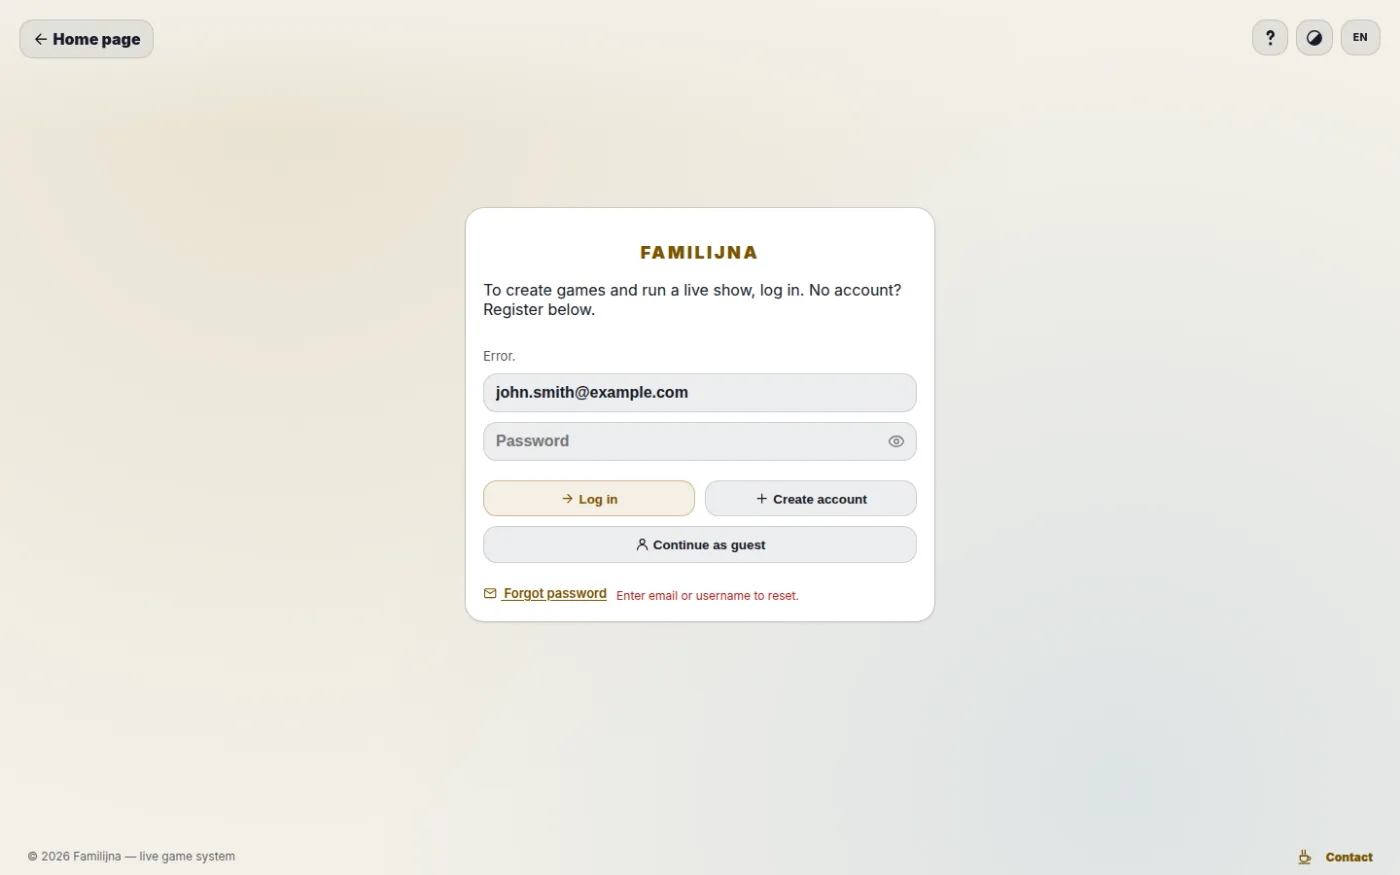 ← Home page
?
EN
FAMILIJNA
To create games and run a live show, log in. No account?
Register below.
Error.
john.smith@example.com
Password
→ Log in
+ Create account
Continue as guest
Forgot password
Enter email or username to reset.
© 2026 Familijna — live game system
Contact